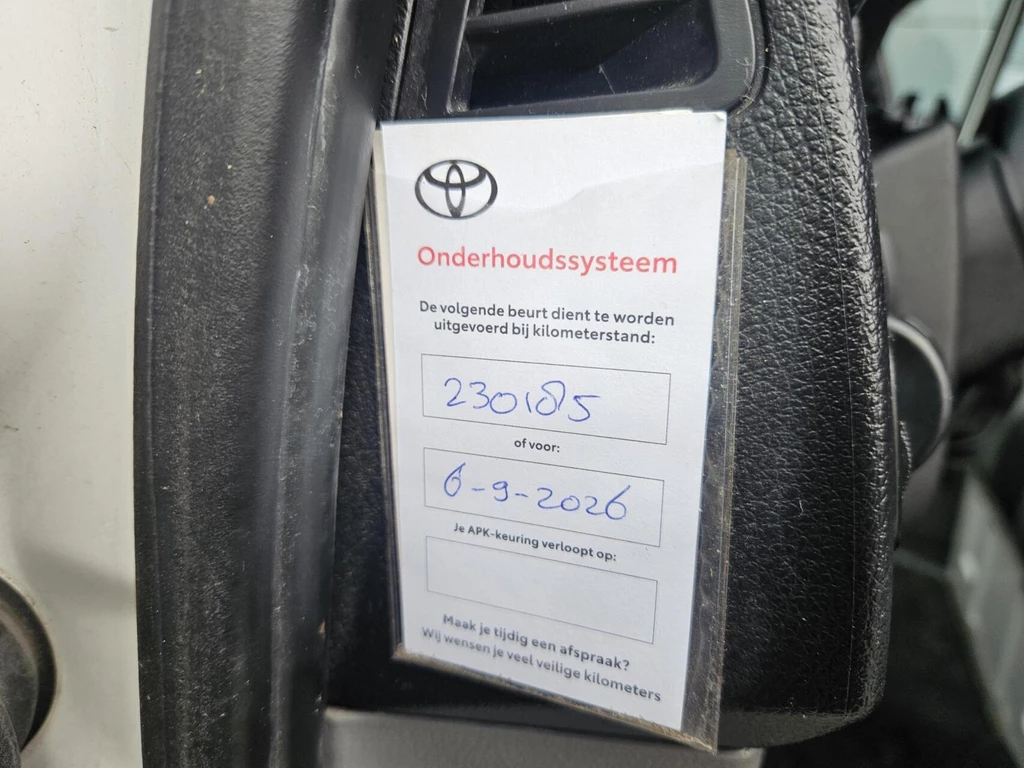 Onderhoudssysteem
De volgende beurt dient te worden
uitgevoerd bij kilometerstand:
230185
of voor:
6-9-2026
Je APK-keuring verloopt op:
Maak je tijdig een afspraak?
Wij wensen je veel veilige kilometers